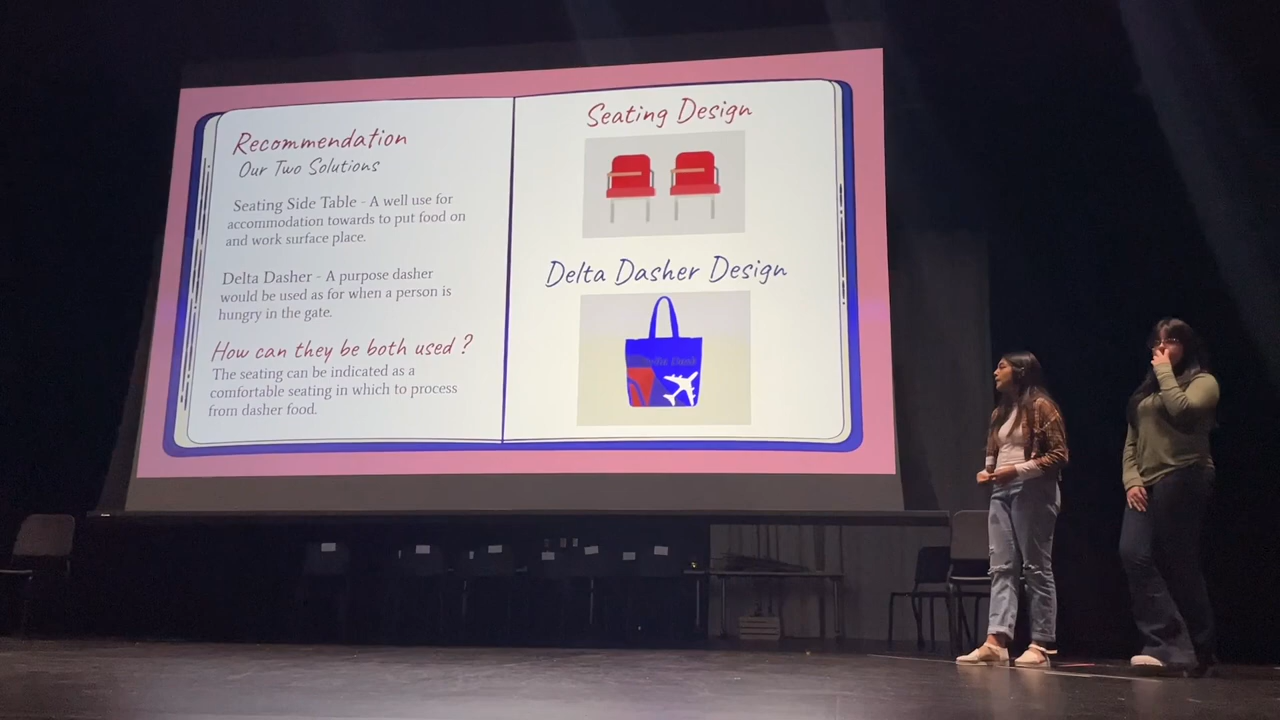 Recommendation
Our Two Solutions
Seating Side Table - A well use for
accommodation towards to put food on
and work surface place.
Delta Dasher - A purpose dasher
would be used as for when a person is
hungry in the gate.
How can they be both used ?
The seating can be indicated as a
comfortable seating in which to process
from dasher food.
Seating Design
Delta Dasher Design
Delta Dash